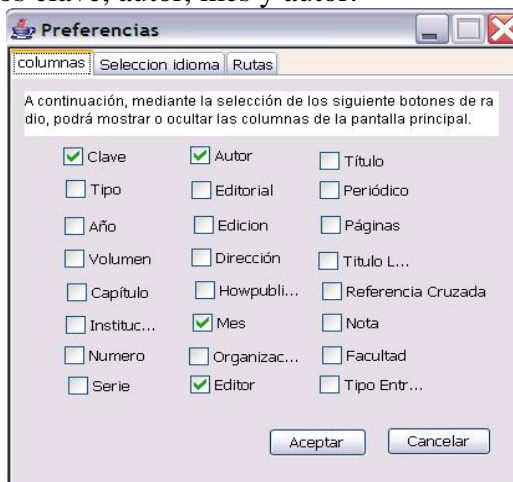 os clave, autor, mes y autor.
Preferencias
columnas Seleccion idioma Rutas
A continuación, mediante la selección de los siguiente botones de ra
dio, podrá mostrar o ocultar las columnas de la pantalla principal.
Clave Autor Título
Tipo Editorial Periódico
Año Edicion Páginas
Volumen Dirección Titulo L...
Capítulo Howpubli... Referencia Cruzada
Instituc... Mes Nota
Numero Organizac... Facultad
Serie Editor Tipo Entr...
Aceptar Cancelar